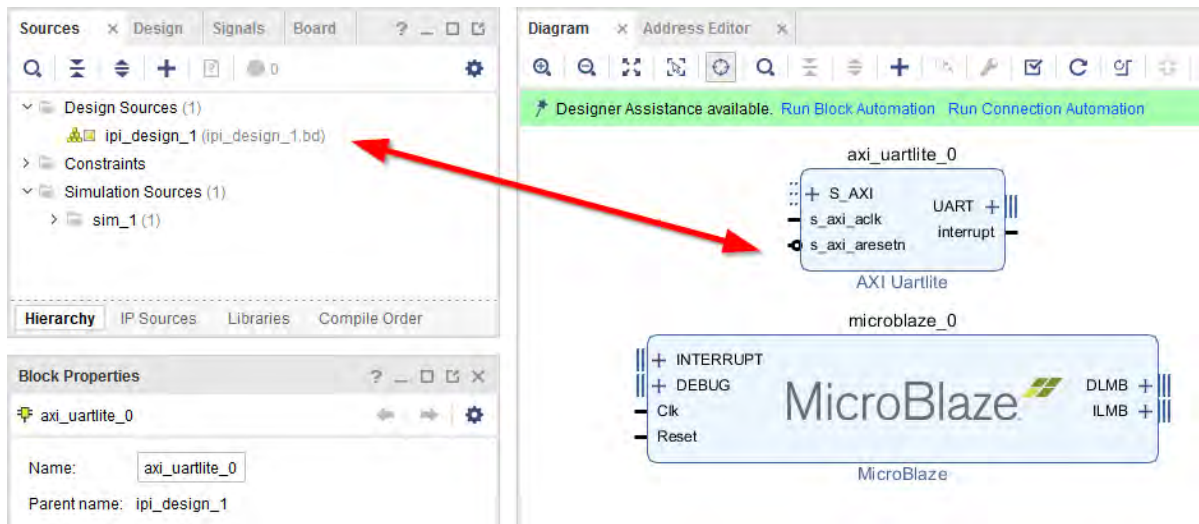 Sources × Design Signals Board ? _
0
Design Sources (1)
ipi_design_1 (ipi_design_1.bd)
Constraints
Simulation Sources (1)
sim_1 (1)
Hierarchy IP Sources Libraries Compile Order
Block Properties ? _ ×
axi_uartlite_0
Name: axi_uartlite_0
Parent name: ipi_design_1
Diagram × Address Editor ×
Designer Assistance available. Run Block Automation Run Connection Automation
axi_uartlite_0
S_AXI
s_axi_aclk
s_axi_aresetn
UART
interrupt
AXI Uartlite
microblaze_0
INTERRUPT
DEBUG
Clk
Reset
MicroBlaze
DLMB
ILMB
MicroBlaze